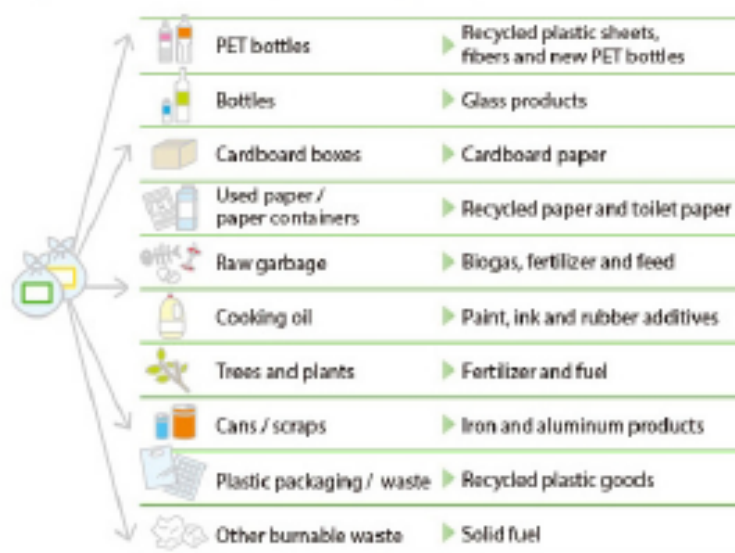 PET bottles
Recycled plastic sheets,
fibers and new PET bottles
Bottles
Glass products
Cardboard boxes
Cardboard paper
Used paper /
paper containers
Recycled paper and toilet paper
Raw garbage
Biogas, fertilizer and feed
Cooking oil
Paint, ink and rubber additives
Trees and plants
Fertilizer and fuel
Cans / scraps
Iron and aluminum products
Plastic packaging / waste
Recycled plastic goods
Other burnable waste
Solid fuel